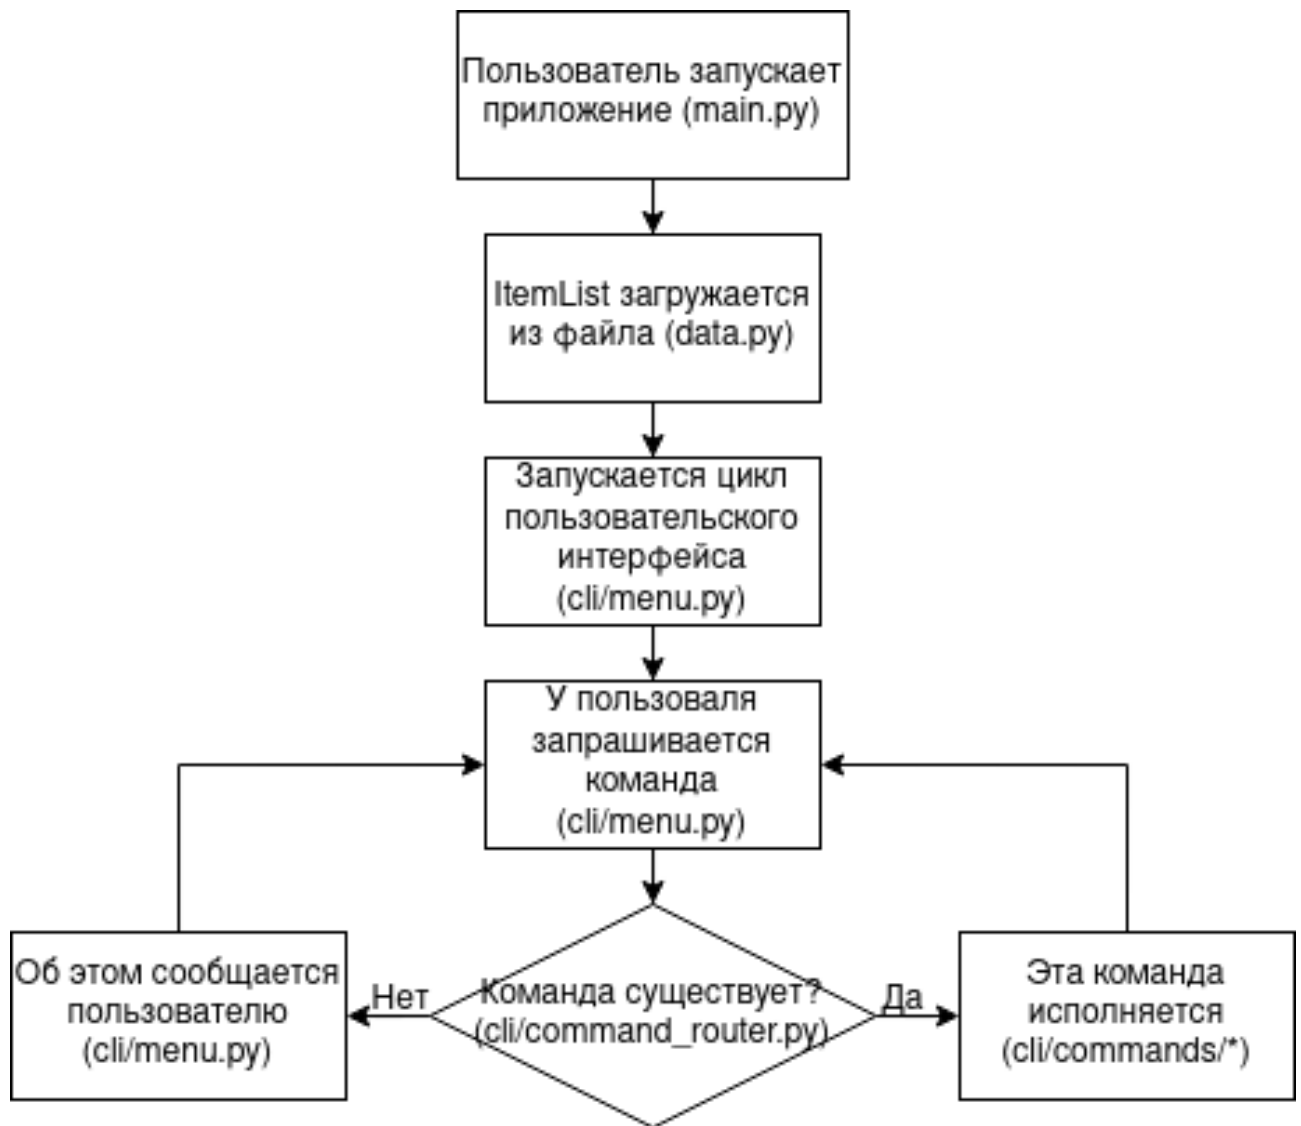 Пользователь запускает
приложение (main.py)
ItemList загружается
из файла (data.py)
Запускается цикл
пользовательского
интерфейса
(cli/menu.py)
У пользоваля
запрашивается
команда
(cli/menu.py)
Об этом сообщается
пользователю
(cli/menu.py)
Нет
Команда существует?
(cli/command_router.py)
Да
Эта команда
исполняется
(cli/commands/*)